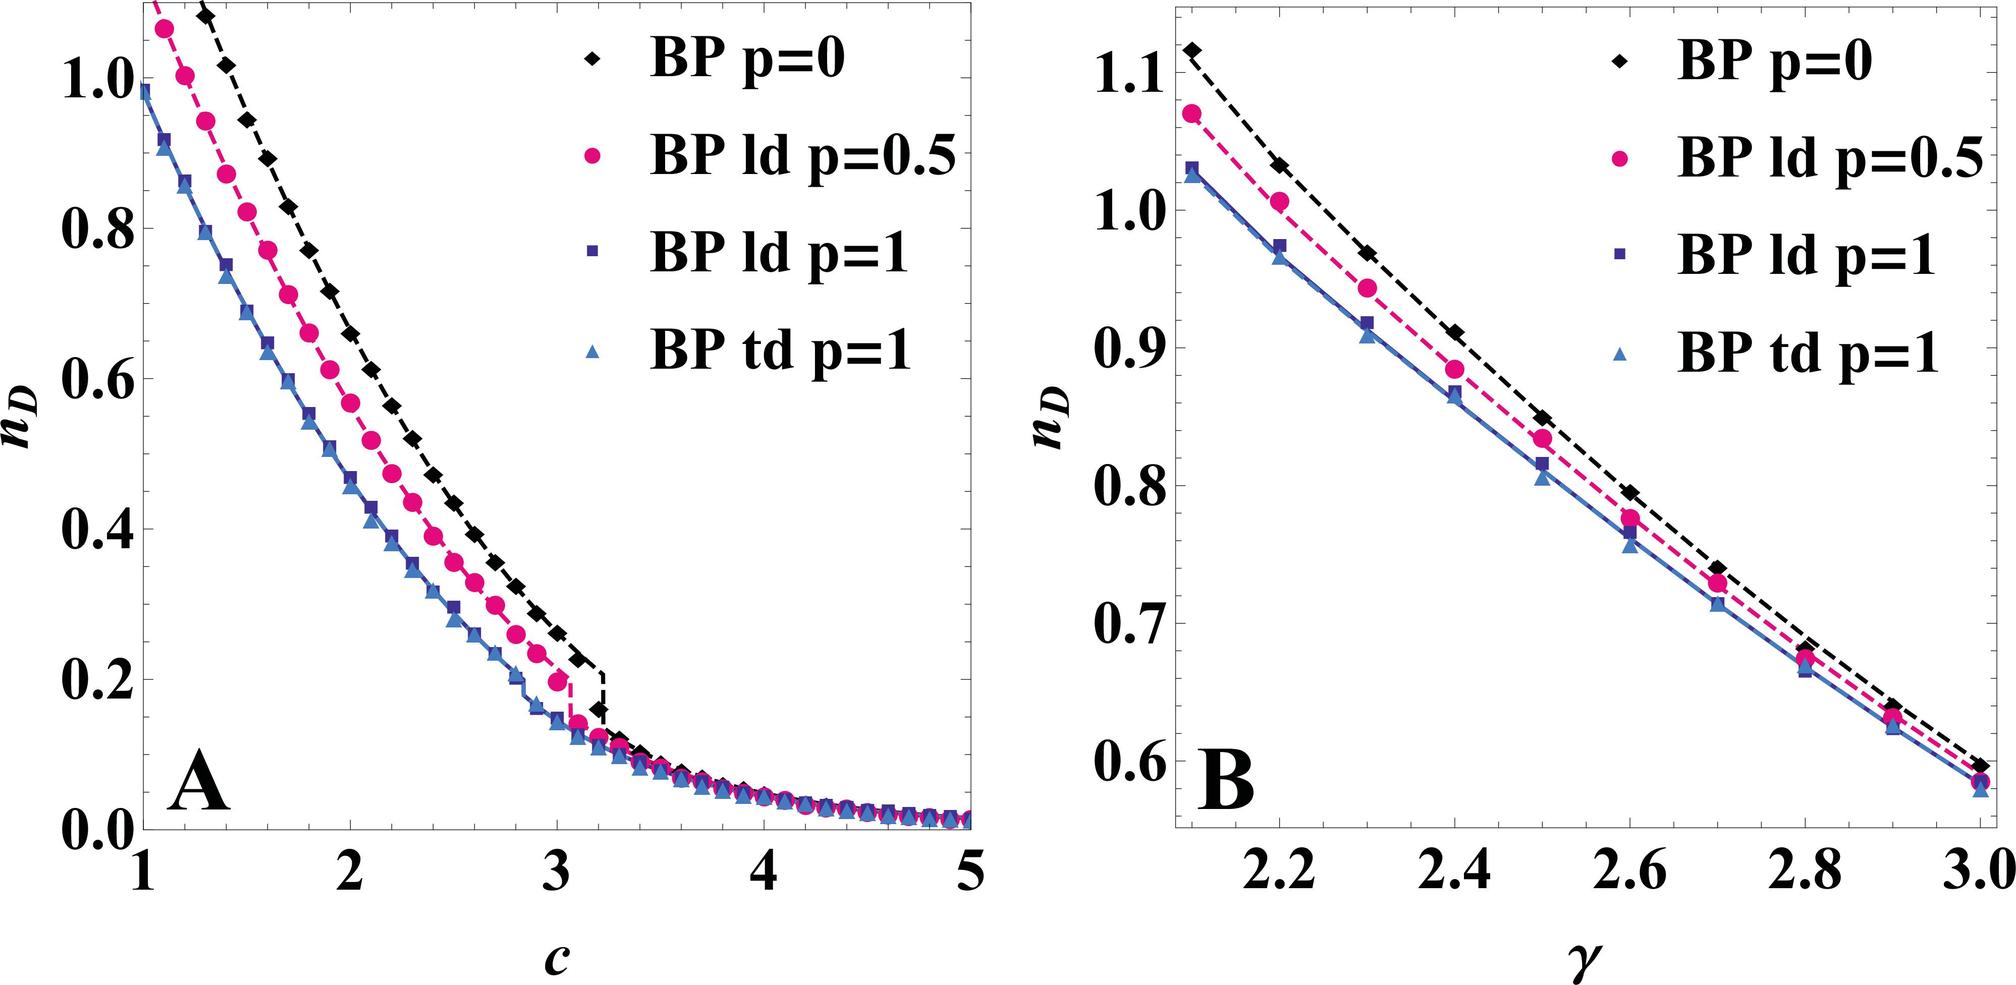 BP p=0
BP ld p=0.5
BP ld p=1
BP td p=1
1.0
0.8
0.6
0.4
0.2
0.0
n_D
A
1 2 3 4 5
c
BP p=0
BP ld p=0.5
BP ld p=1
BP td p=1
1.1
1.0
0.9
0.8
0.7
0.6
n_D
B
2.2 2.4 2.6 2.8 3.0
γ